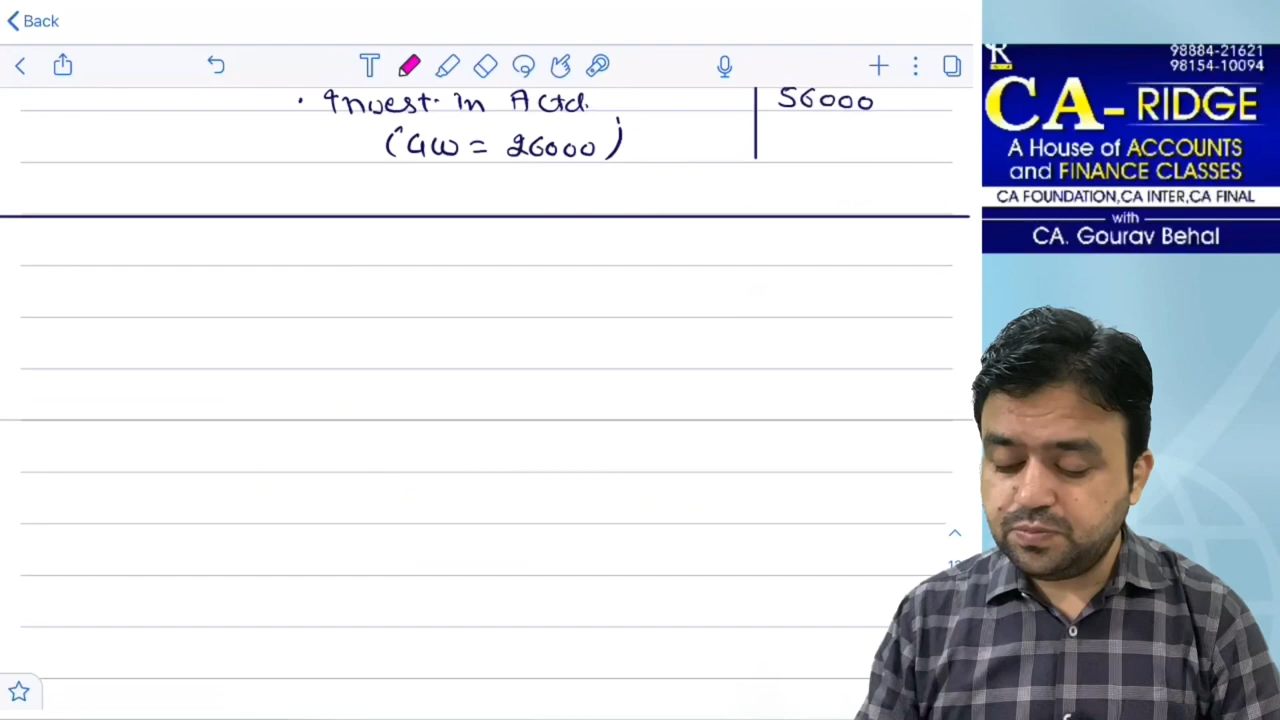 Back
• Invest. in A Ltd. 56000
(GW = 26000)
98884-21621
98154-10094
CA- RIDGE
A House of ACCOUNTS
and FINANCE CLASSES
CA FOUNDATION,CA INTER,CA FINAL
with
CA. Gourav Behal